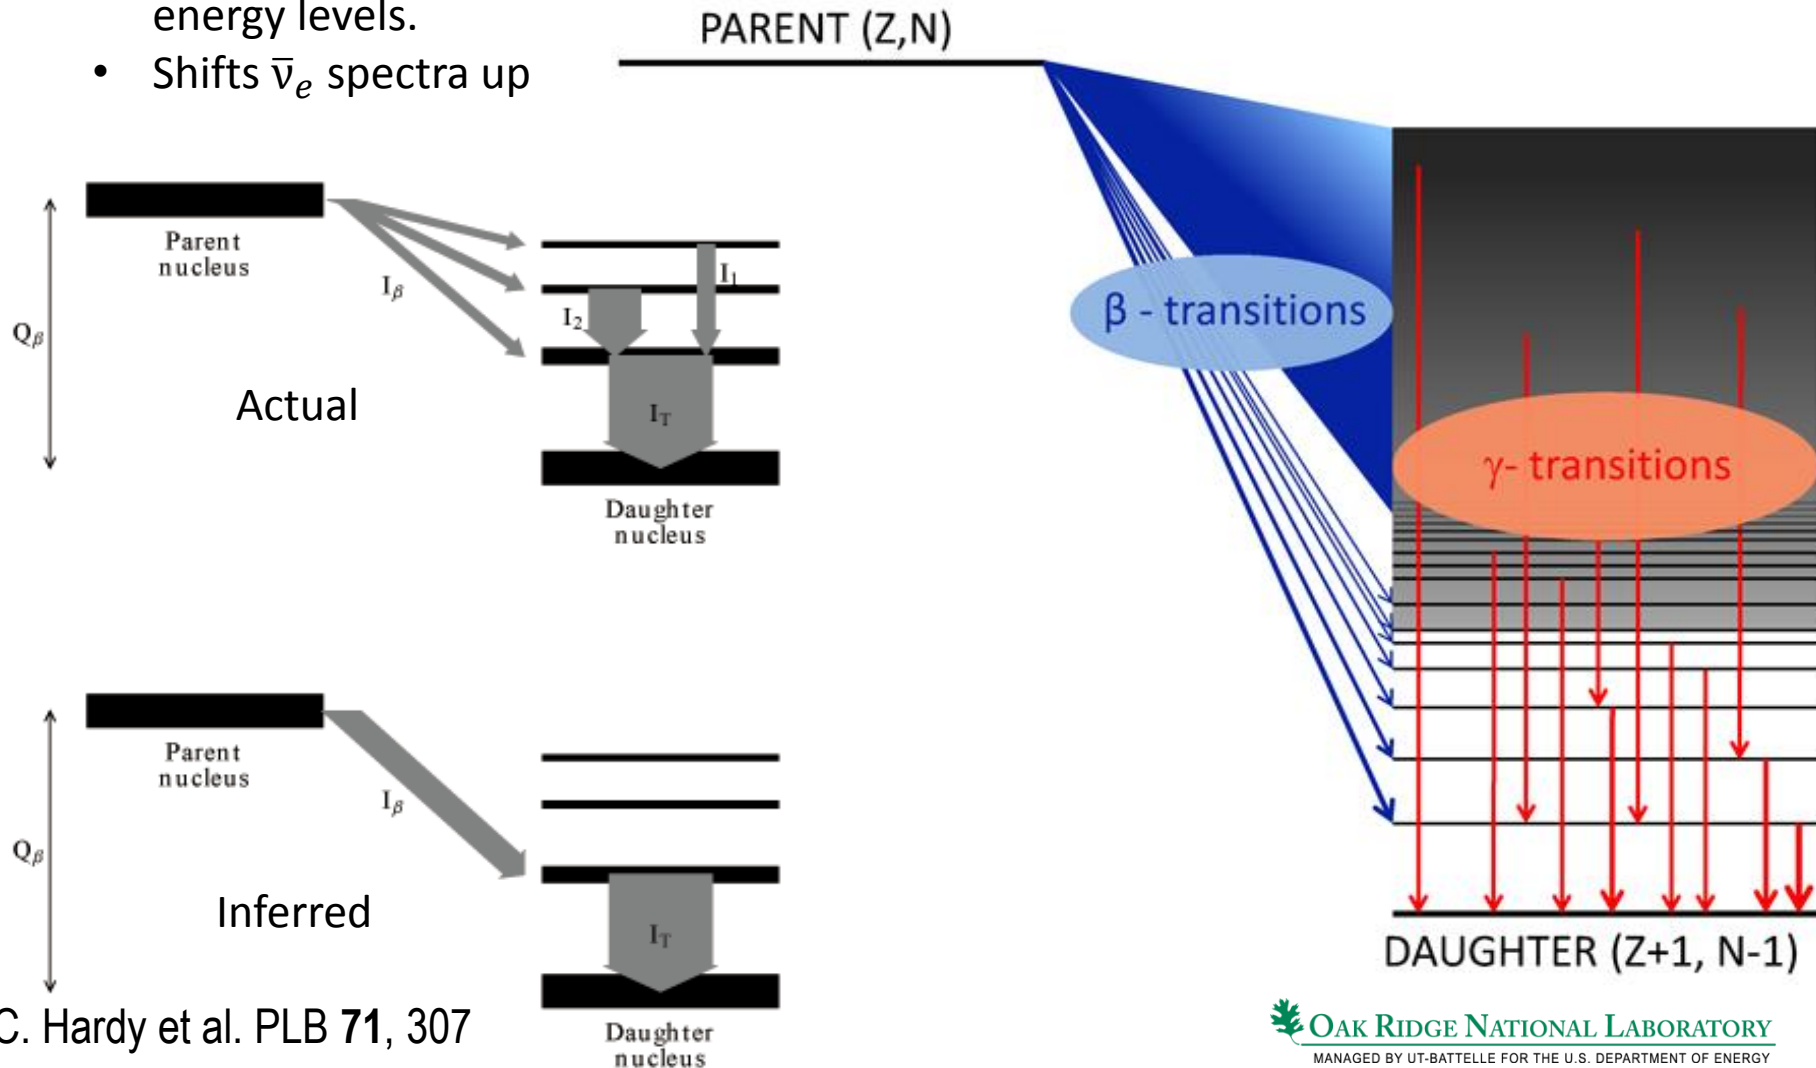 energy levels.
• Shifts ν̅ₑ spectra up
PARENT (Z,N)
Parent
nucleus
Iβ
Qβ
I₁
I₂
Iᴛ
Actual
Daughter
nucleus
β - transitions
γ- transitions
Parent
nucleus
Iβ
Qβ
Inferred
Iᴛ
Daughter
nucleus
DAUGHTER (Z+1, N-1)
C. Hardy et al. PLB 71, 307
OAK RIDGE NATIONAL LABORATORY
MANAGED BY UT-BATTELLE FOR THE U.S. DEPARTMENT OF ENERGY